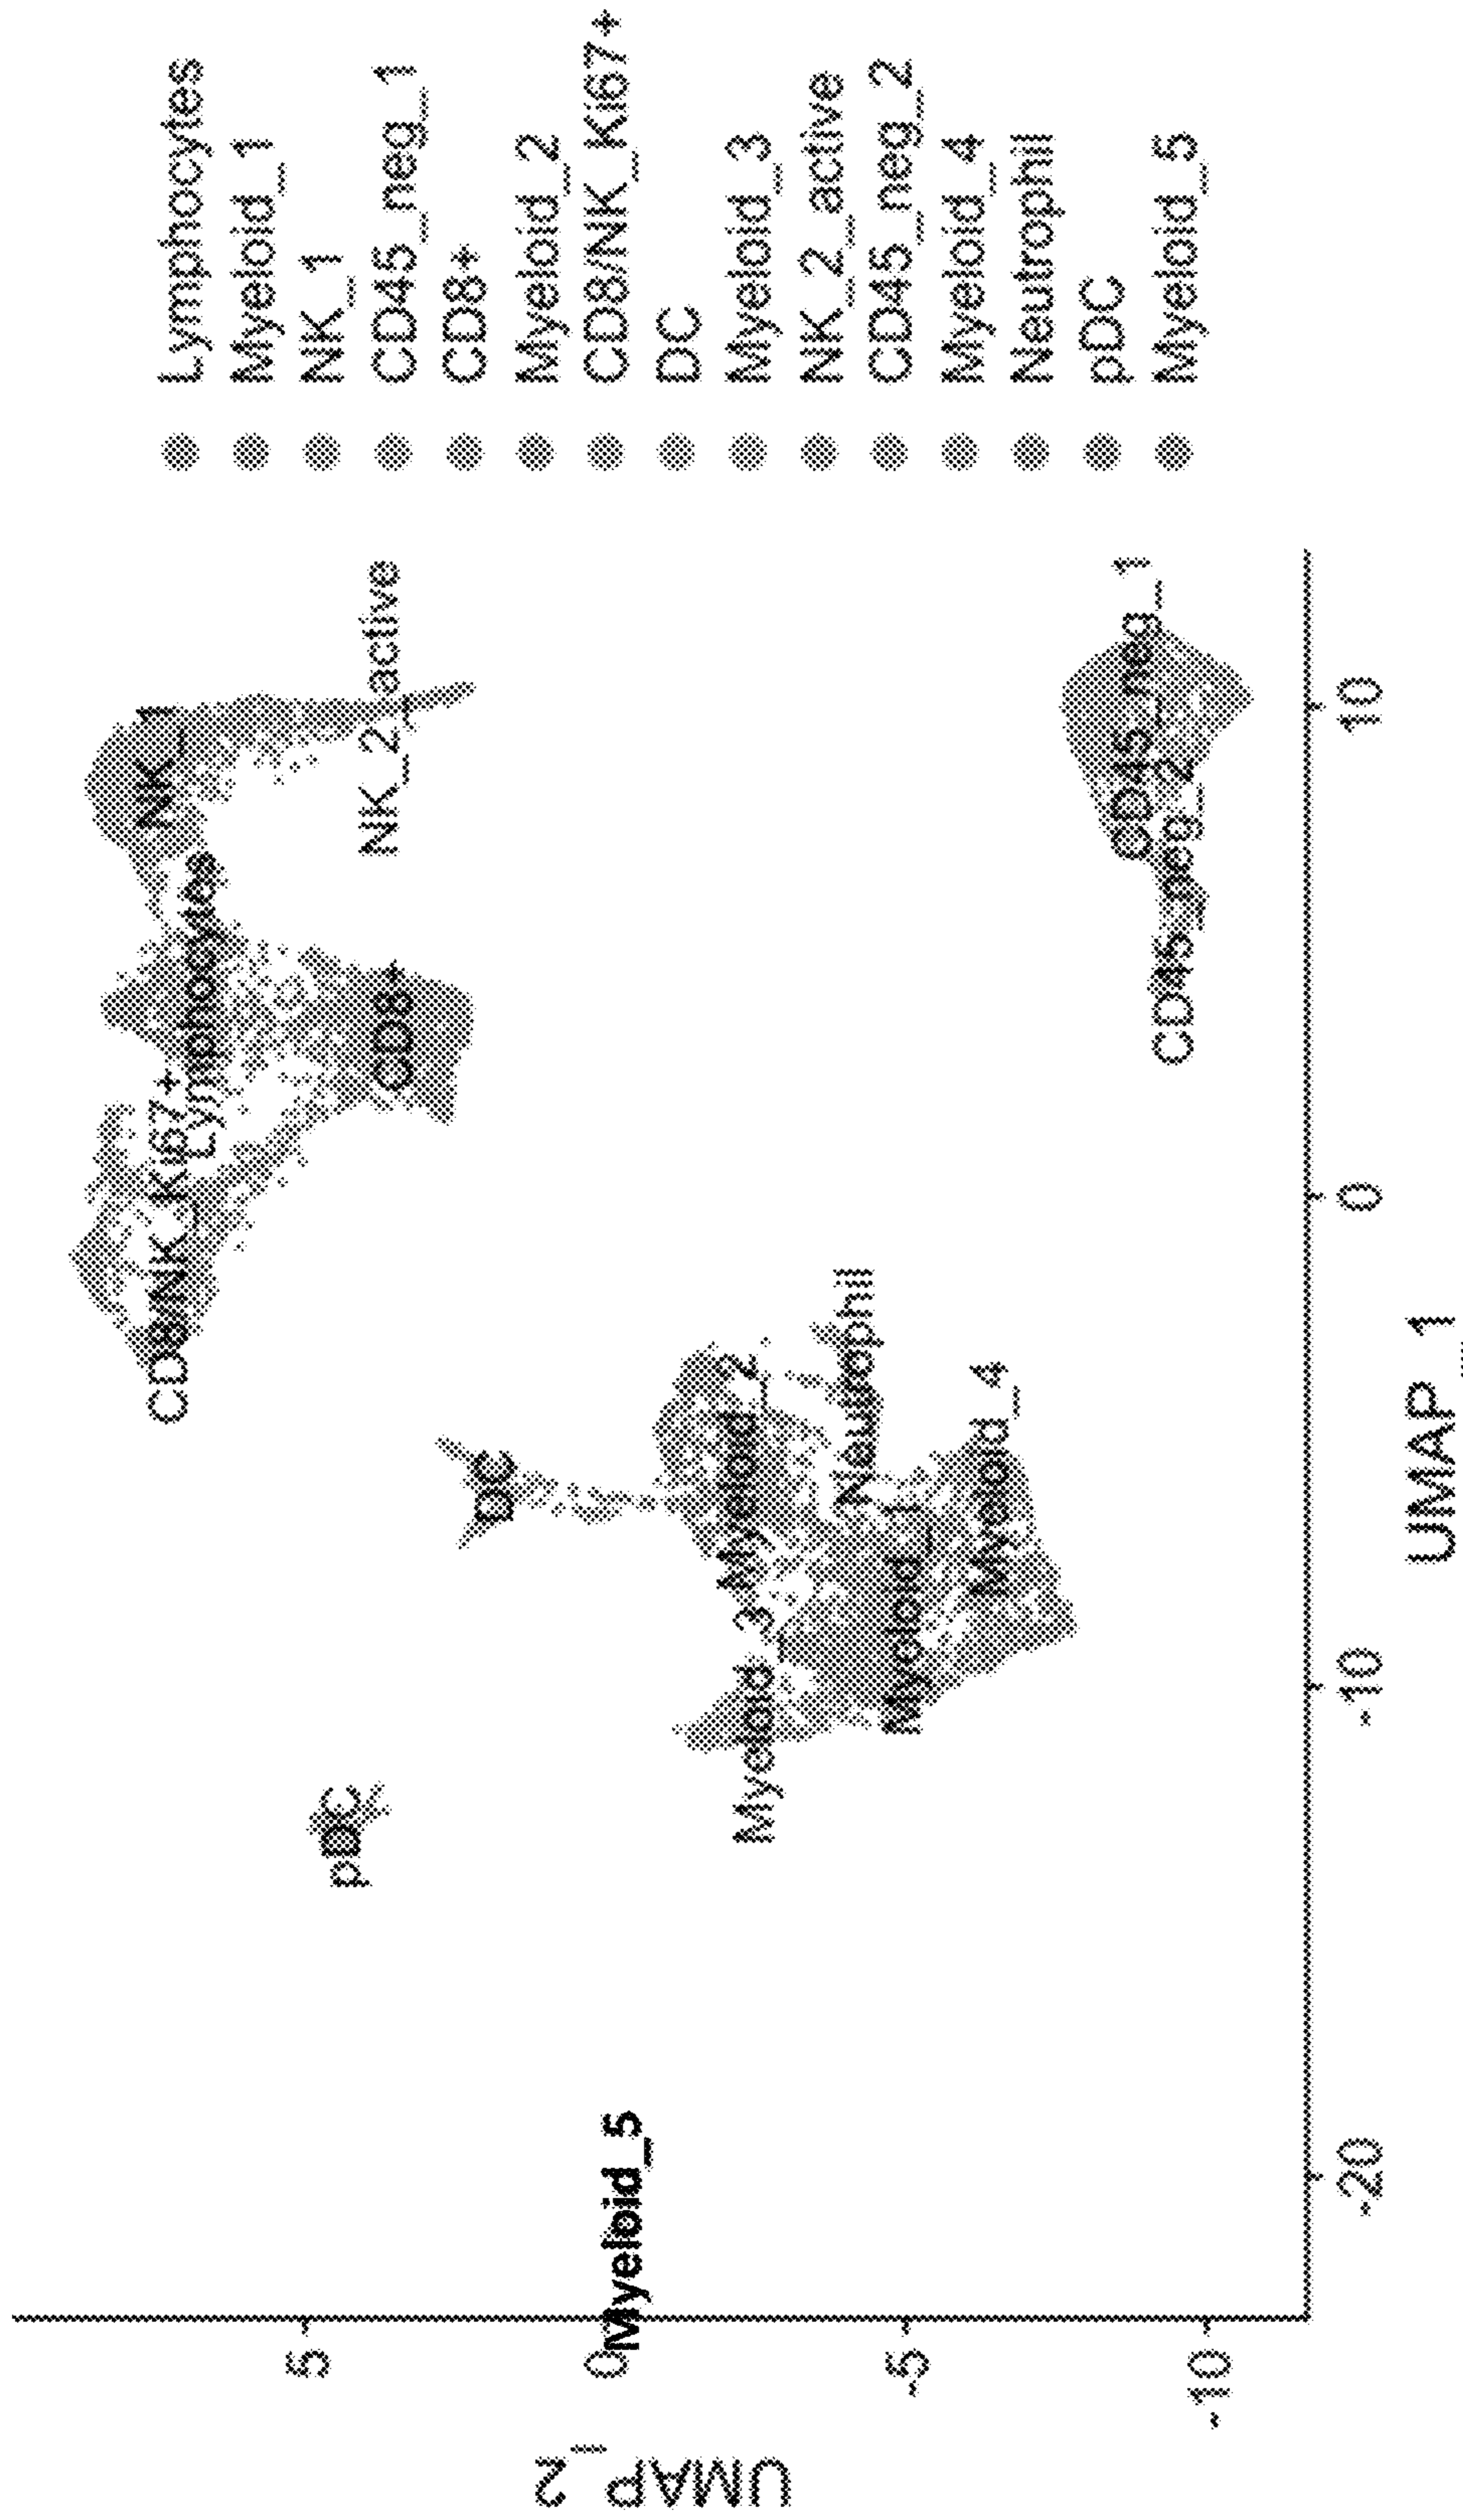 UMAP_2
5
0
-5
-10
CD8/NK_Ki67+
Lymphocytes
NK_1
NK_2_active
CD8+
pDC
DC
Myeloid_5
Myeloid_3
Myeloid_2
Neutrophil
Myeloid_1
Myeloid_4
CD45_neg_1
CD45_neg_2
-20
-10
0
10
UMAP_1
Lymphocytes
Myeloid_1
NK_1
CD45_neg_1
CD8+
Myeloid_2
CD8/NK_Ki67+
DC
Myeloid_3
NK_2_active
CD45_neg_2
Myeloid_4
Neutrophil
pDC
Myeloid_5